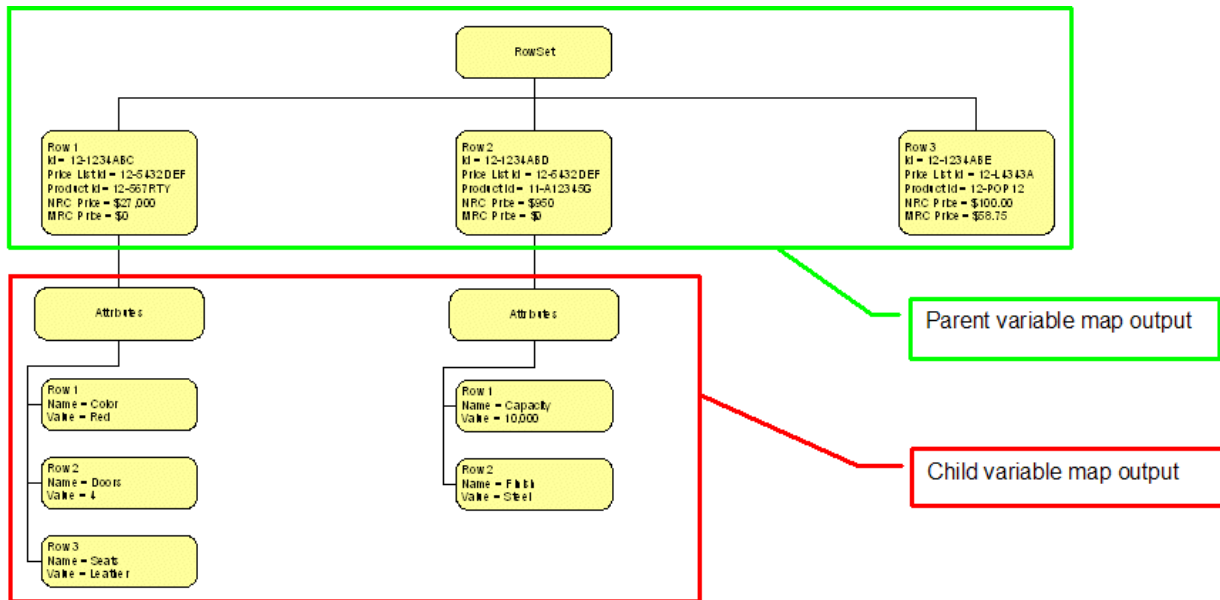 RowSet
Row 1
Id = 12-1234ABC
Price List Id = 12-5432DEF
Product Id = 12-567RTY
NRC Price = $27,000
MRC Price = $0
Row 2
Id = 12-1234ABD
Price List Id = 12-5432DEF
Product Id = 11-A12345G
NRC Price = $950
MRC Price = $0
Row 3
Id = 12-1234ABE
Price List Id = 12-L4343A
Product Id = 12-POP12
NRC Price = $100.00
MRC Price = $58.75
Parent variable map output
Attributes
Row 1
Name = Color
Value = Red
Row 2
Name = Doors
Value = 4
Row 3
Name = Seats
Value = Leather
Attributes
Row 1
Name = Capacity
Value = 10,000
Row 2
Name = Finish
Value = Steel
Child variable map output